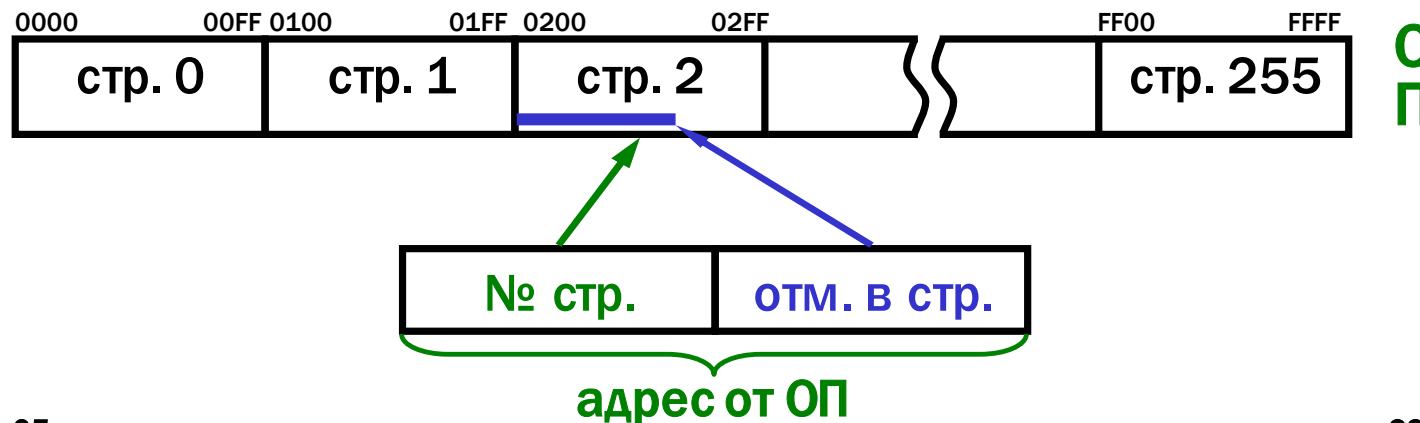 0000 00FF 0100 01FF 0200 02FF FF00 FFFF
стр. 0 стр. 1 стр. 2 стр. 255
№ стр. отм. в стр.
адрес от ОП